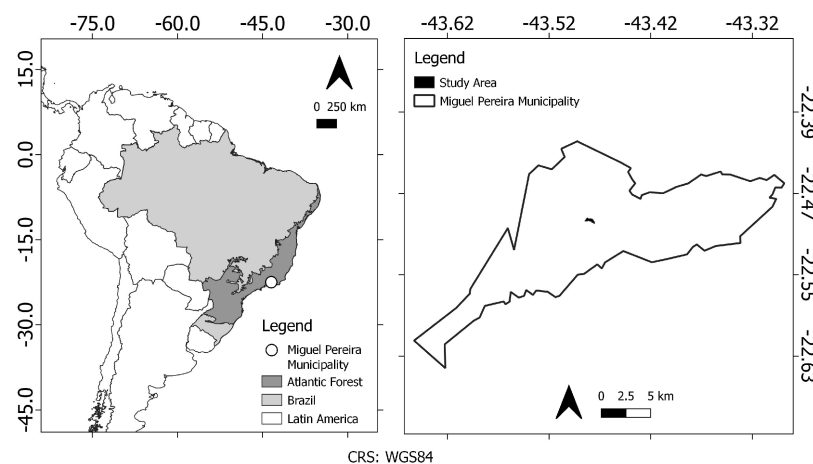 -75.0 -60.0 -45.0 -30.0
15.0
0.0
-15.0
-30.0
-45.0
0 250 km
Legend
Miguel Pereira
Municipality
Atlantic Forest
Brazil
Latin America
-43.62 -43.52 -43.42 -43.32
Legend
Study Area
Miguel Pereira Municipality
-22.39
-22.47
-22.55
-22.63
0 2.5 5 km
CRS: WGS84